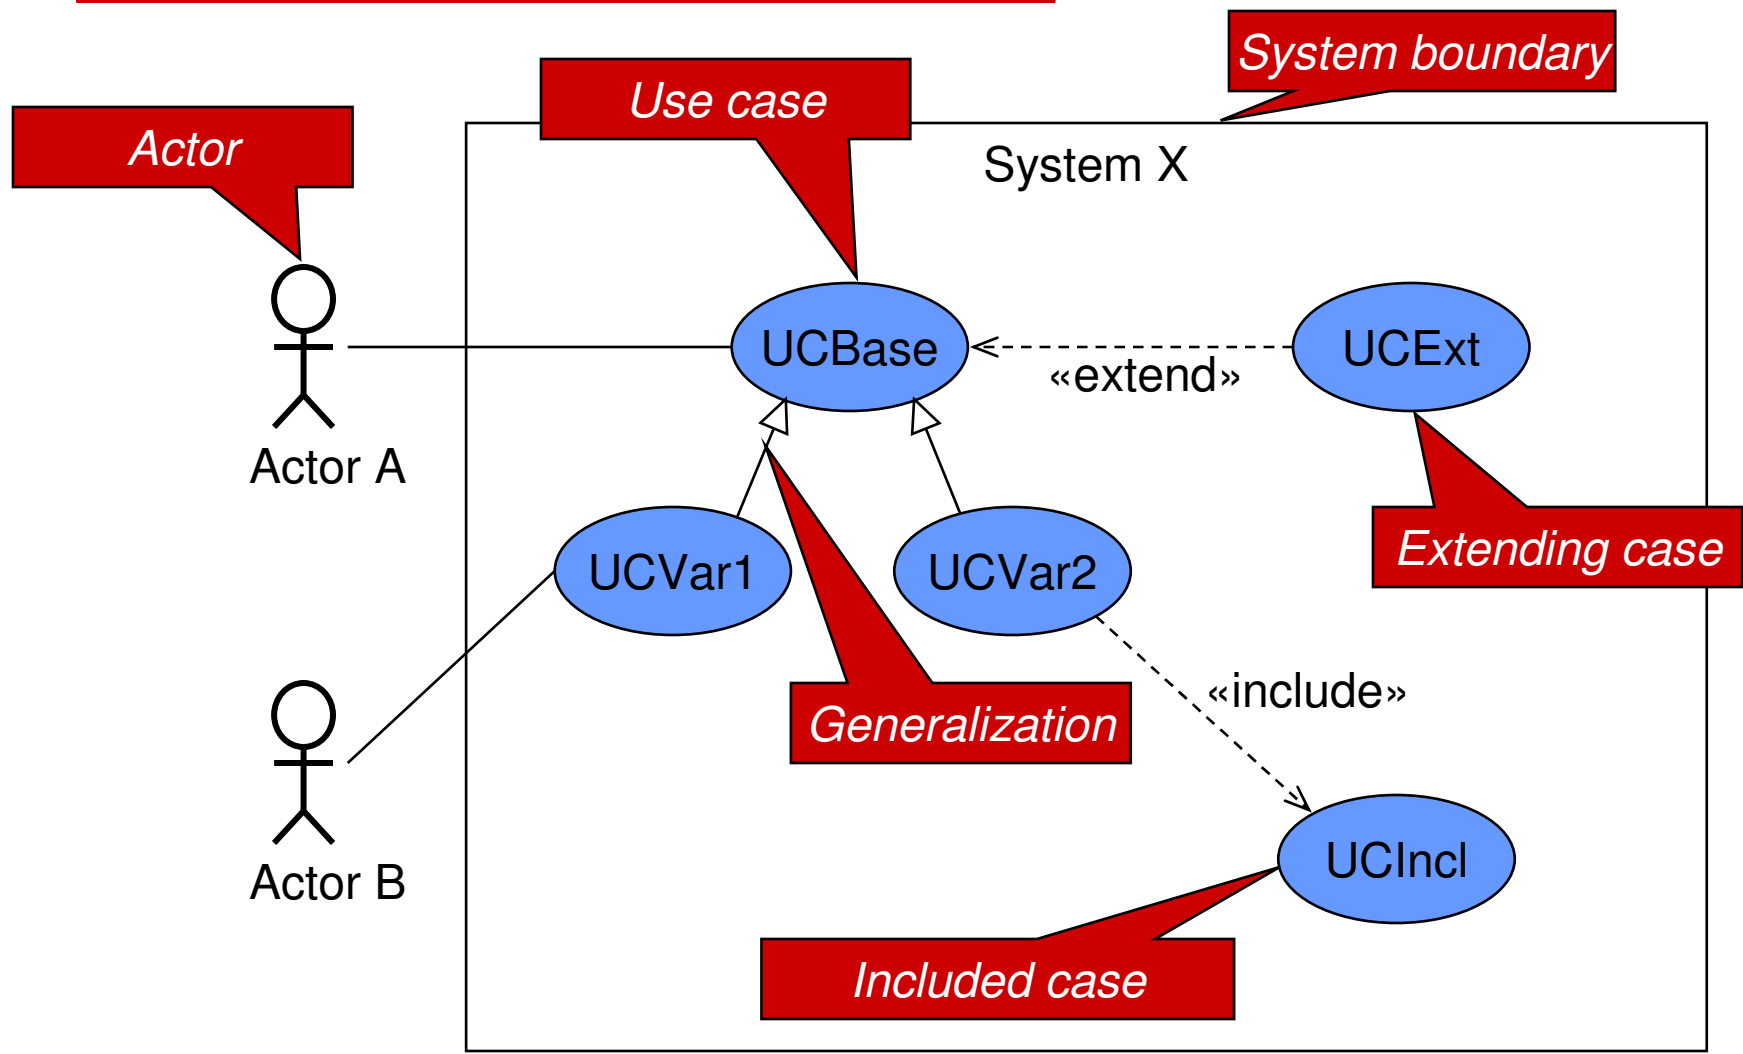 System boundary
Use case
Actor
System X
UCBase
UCExt
«extend»
Actor A
UCVar1
UCVar2
Extending case
«include»
Generalization
UCIncl
Actor B
Included case